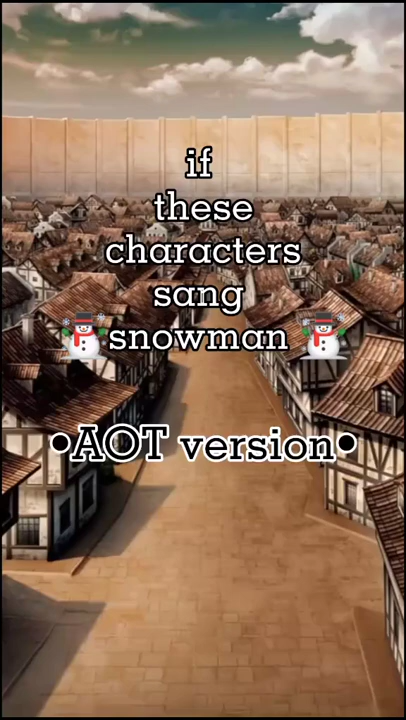 if
these
characters
sang
☃️snowman☃️
•AOT version•